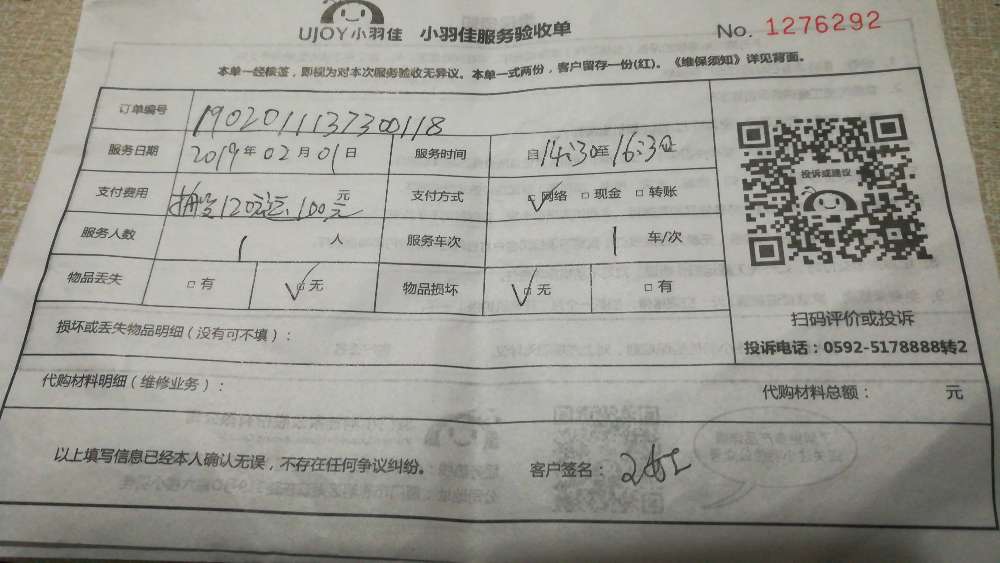 UJOY小羽佳 小羽佳服务验收单 No. 1276292
本单一经核签，即视为对本次服务验收无异议。本单一式两份，客户留存一份(红)。《维保须知》详见背面。
订单编号 1902011137300118
服务日期 2019年02月01日 服务时间 自14:30至16:30止
支付费用 120 100元 支付方式 网络 现金 转账
服务人数 1人 服务车次 1车/次
物品丢失 有 无 物品损坏 无 有
投诉或建议
扫码评价或投诉
投诉电话：0592-5178888转2
损坏或丢失物品明细（没有可不填）：
代购材料明细（维修业务）： 代购材料总额： 元
以上填写信息已经本人确认无误，不存在任何争议纠纷。 客户签名：